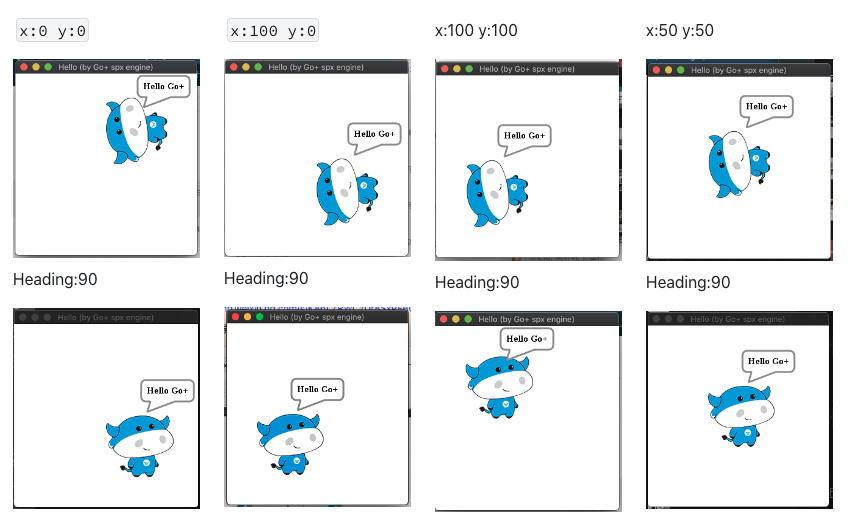 x:0 y:0
x:100 y:0
x:100 y:100
x:50 y:50
Hello (by Go+ spx engine)
Hello (by Go+ spx engine)
Hello (by Go+ spx engine)
Hello (by Go+ spx engine)
Hello Go+
Hello Go+
Hello Go+
Hello Go+
Heading:90
Heading:90
Heading:90
Heading:90
Hello (by Go+ spx engine)
Hello (by Go+ spx engine)
Hello (by Go+ spx engine)
Hello (by Go+ spx engine)
Hello Go+
Hello Go+
Hello Go+
Hello Go+